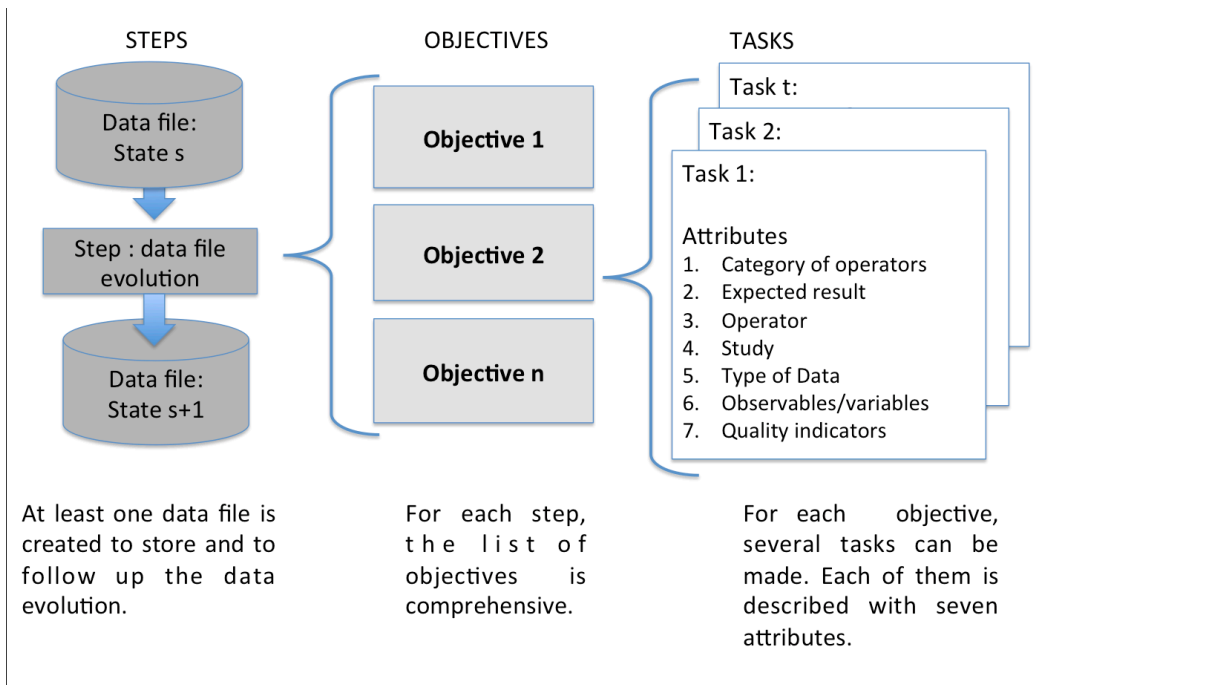 STEPS
Data file:
State s
Step : data file
evolution
Data file:
State s+1
At least one data file is
created to store and to
follow up the data
evolution.
OBJECTIVES
Objective 1
Objective 2
Objective n
For each step,
the list of
objectives is
comprehensive.
TASKS
Task t:
Task 2:
Task 1:
Attributes
1. Category of operators
2. Expected result
3. Operator
4. Study
5. Type of Data
6. Observables/variables
7. Quality indicators
For each objective,
several tasks can be
made. Each of them is
described with seven
attributes.